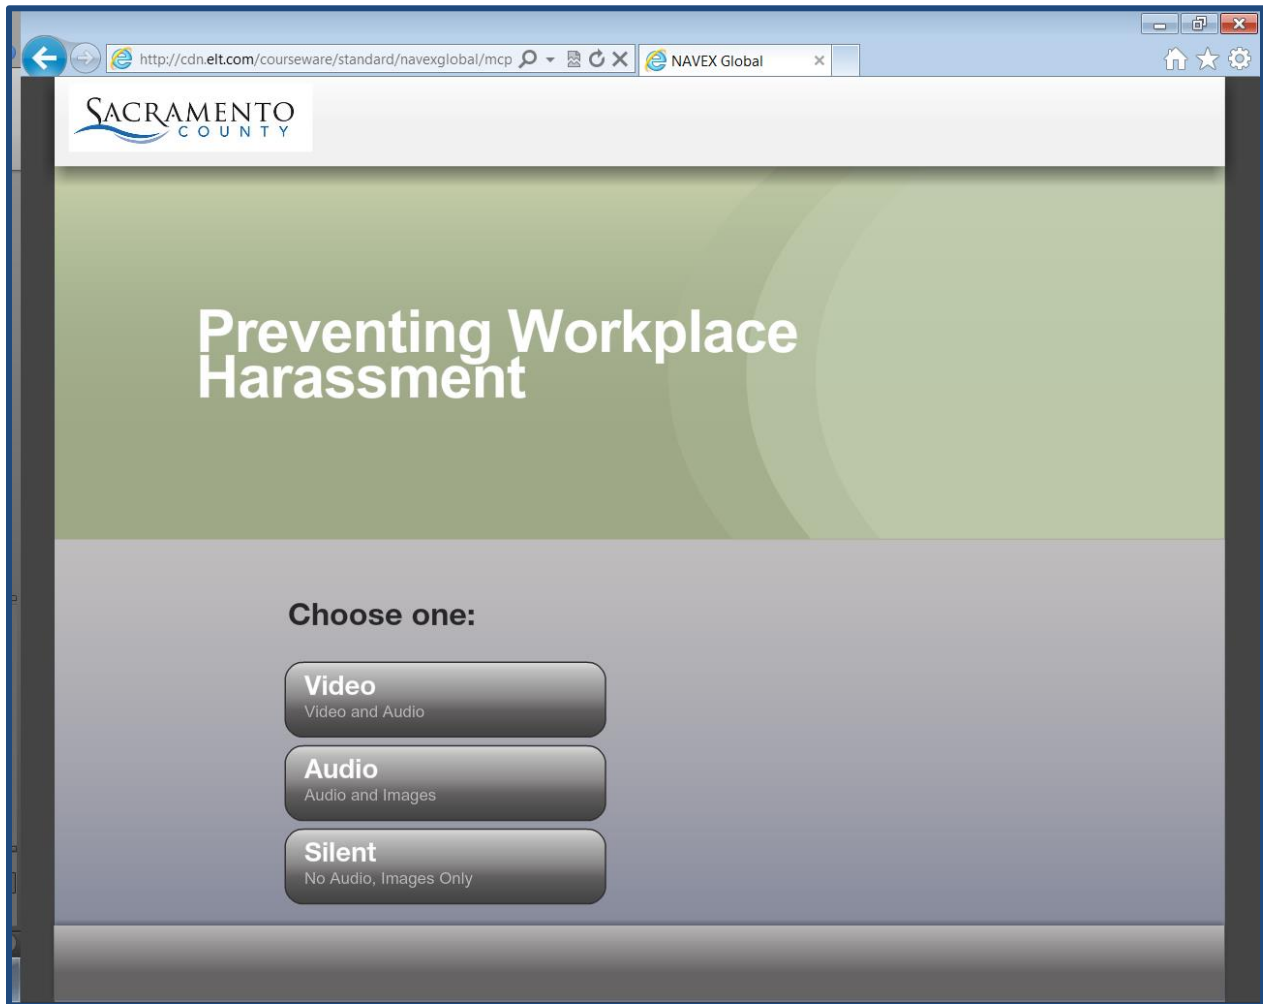 http://cdn.elt.com/courseware/standard/navexglobal/mcp
NAVEX Global
SACRAMENTO
COUNTY
Preventing Workplace
Harassment
Choose one:
Video
Video and Audio
Audio
Audio and Images
Silent
No Audio, Images Only